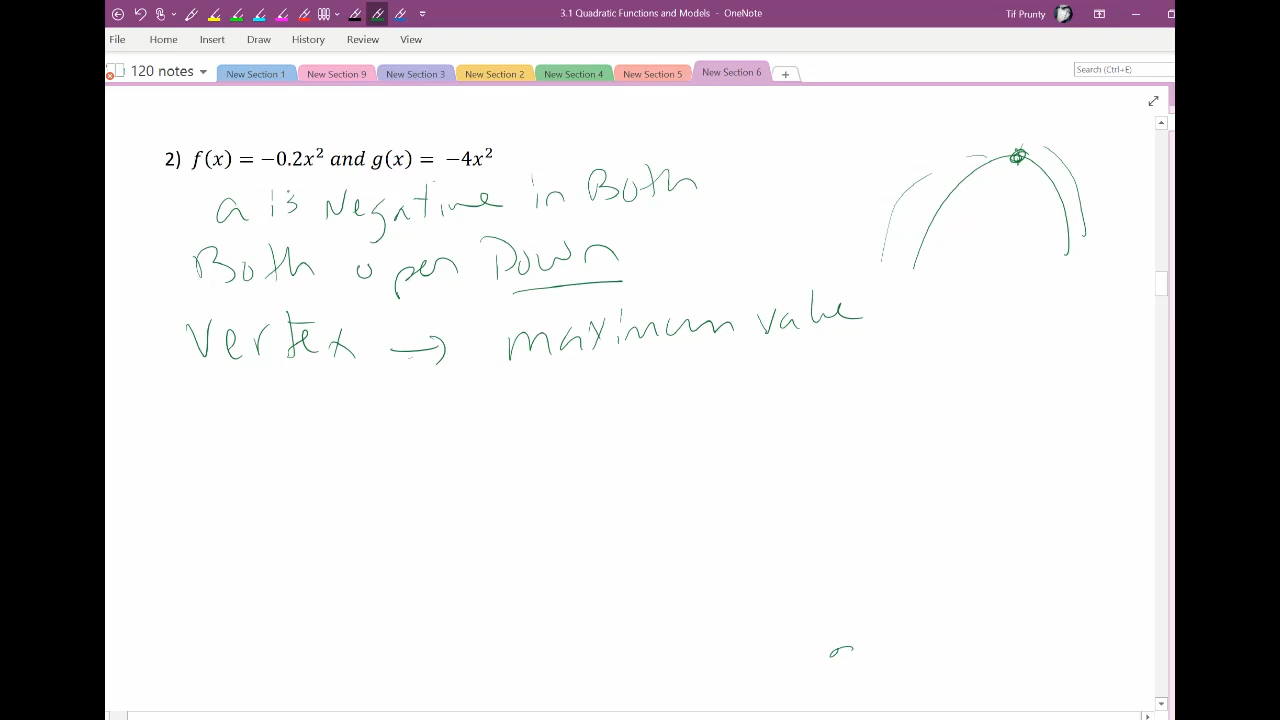 3.1 Quadratic Functions and Models - OneNote
Tif Prunty
File Home Insert Draw History Review View
120 notes New Section 1 New Section 9 New Section 3 New Section 2 New Section 4 New Section 5 New Section 6
Search (Ctrl+E)
2) f(x) = −0.2x² and g(x) = −4x²
a is Negative in Both
Both open Down
Vertex → maximum value